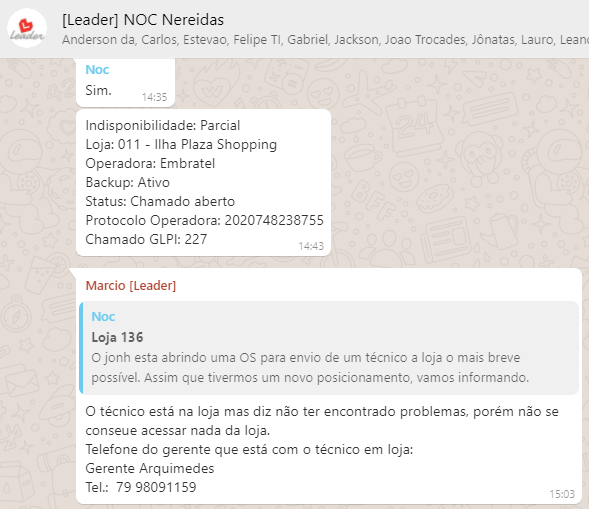 Leader
[Leader] NOC Nereidas
Anderson da, Carlos, Estevao, Felipe TI, Gabriel, Jackson, Joao Trocades, Jônatas, Lauro, Leand
Noc
Sim.
14:35
Indisponibilidade: Parcial
Loja: 011 - Ilha Plaza Shopping
Operadora: Embratel
Backup: Ativo
Status: Chamado aberto
Protocolo Operadora: 2020748238755
Chamado GLPI: 227
14:43
Marcio [Leader]
Noc
Loja 136
O jonh esta abrindo uma OS para envio de um técnico a loja o mais breve
possível. Assim que tivermos um novo posicionamento, vamos informando.
O técnico está na loja mas diz não ter encontrado problemas, porém não se
conseue acessar nada da loja.
Telefone do gerente que está com o técnico em loja:
Gerente Arquimedes
Tel.: 79 98091159
15:03